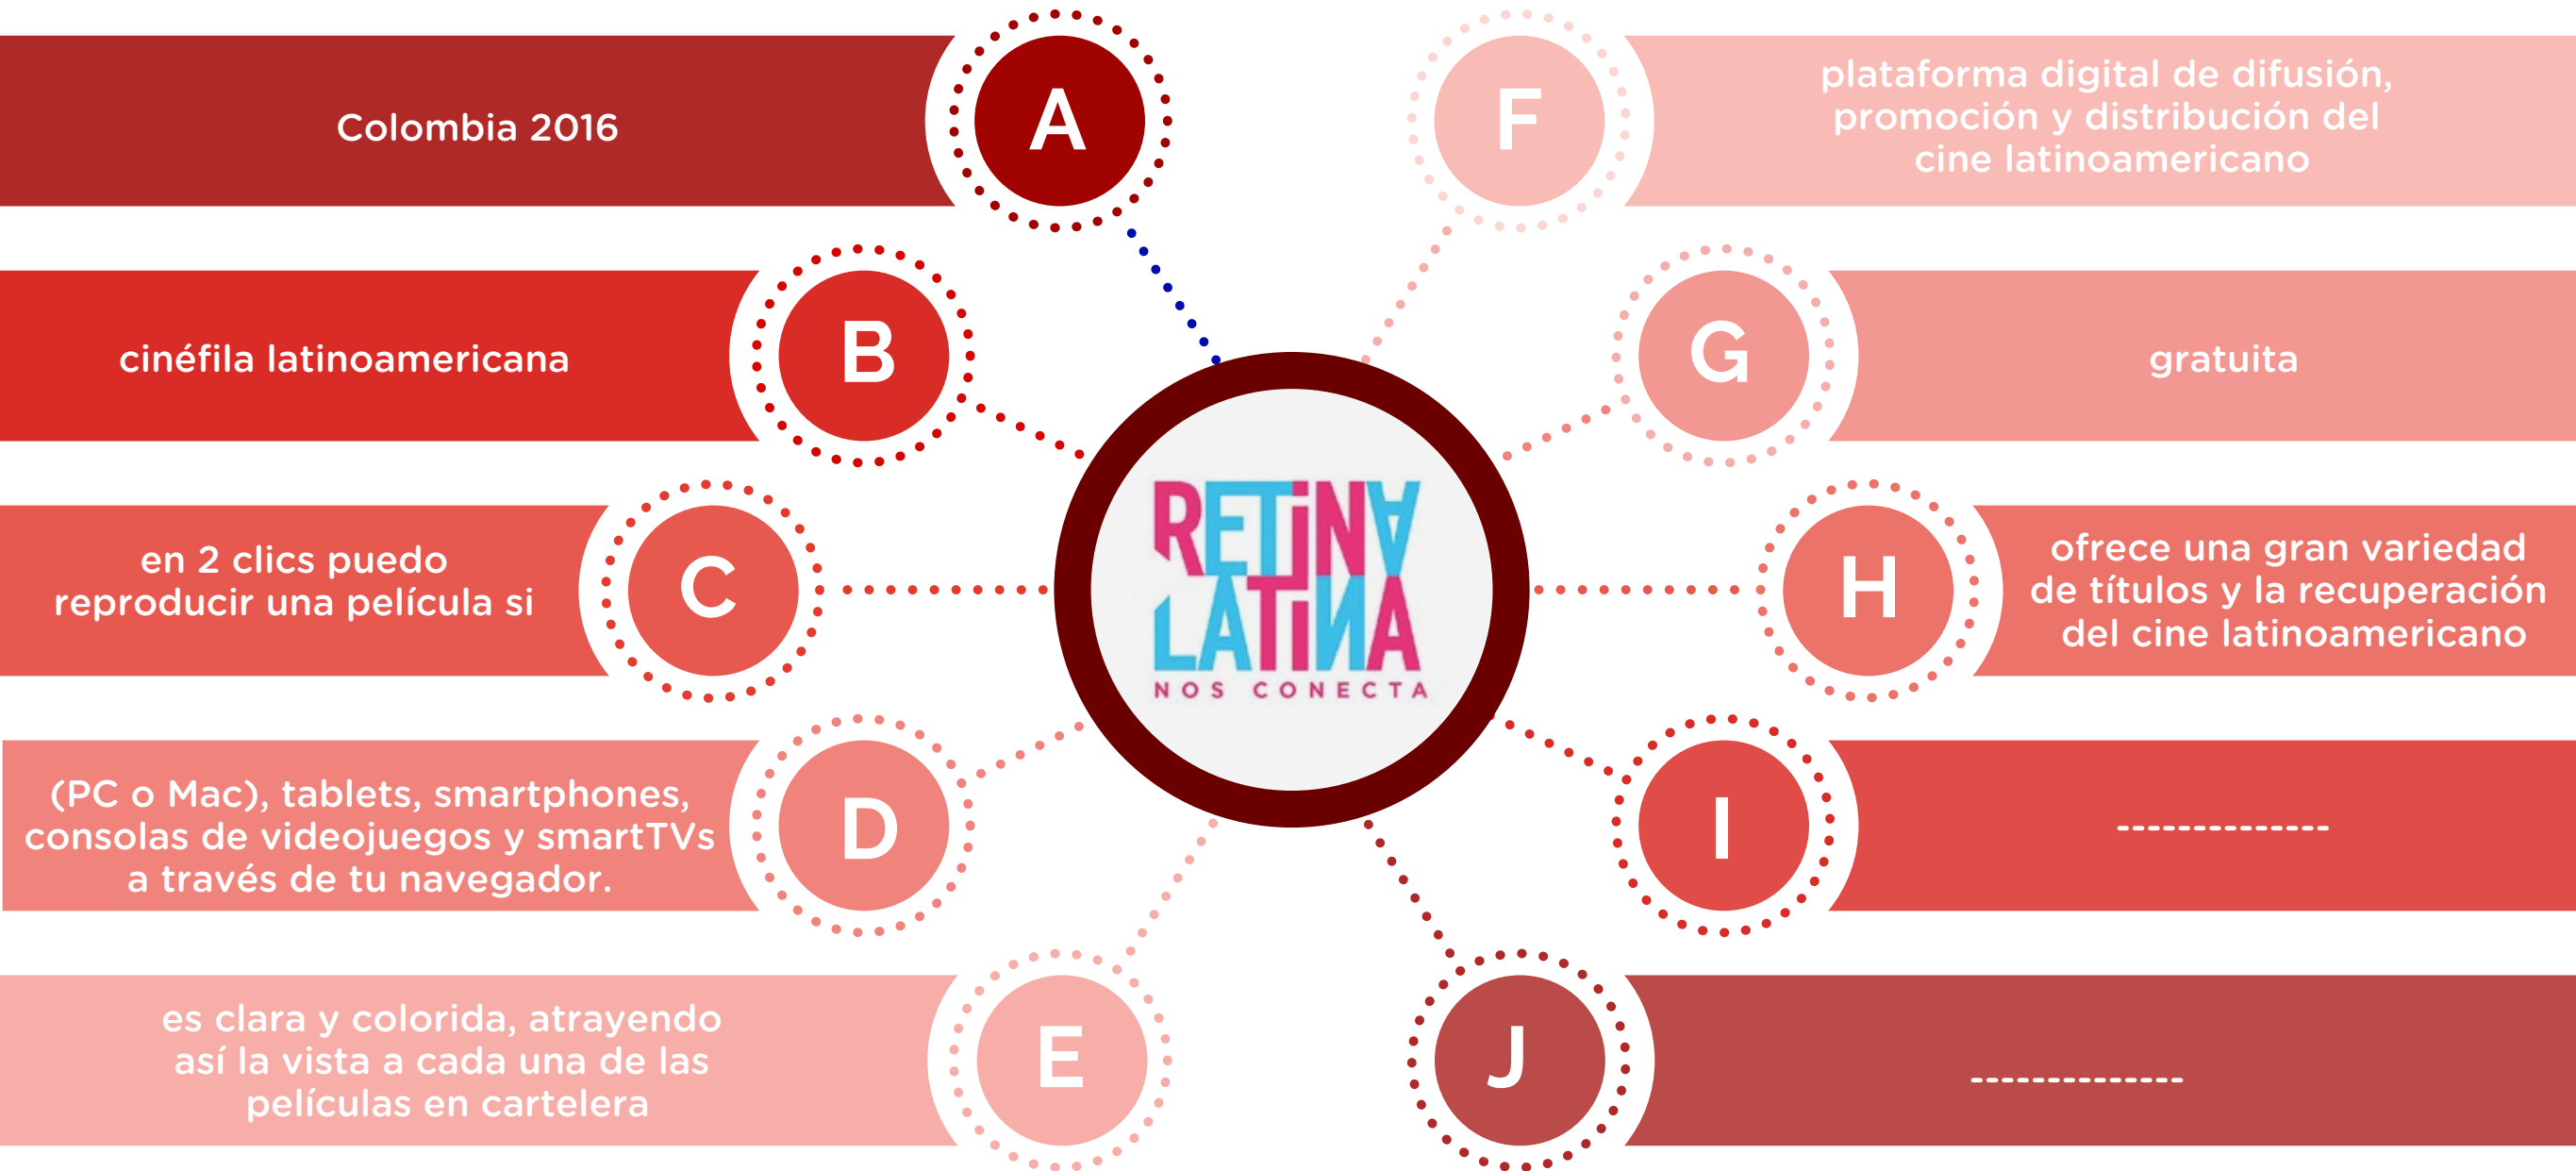 Colombia 2016
A
cinéfila latinoamericana
B
en 2 clics puedo
reproducir una película si
C
(PC o Mac), tablets, smartphones,
consolas de videojuegos y smartTVs
a través de tu navegador.
D
es clara y colorida, atrayendo
así la vista a cada una de las
películas en cartelera
E
RETiNA
LATiNA
NOS CONECTA
F
plataforma digital de difusión,
promoción y distribución del
cine latinoamericano
G
gratuita
H
ofrece una gran variedad
de títulos y la recuperación
del cine latinoamericano
I
--------------
J
--------------